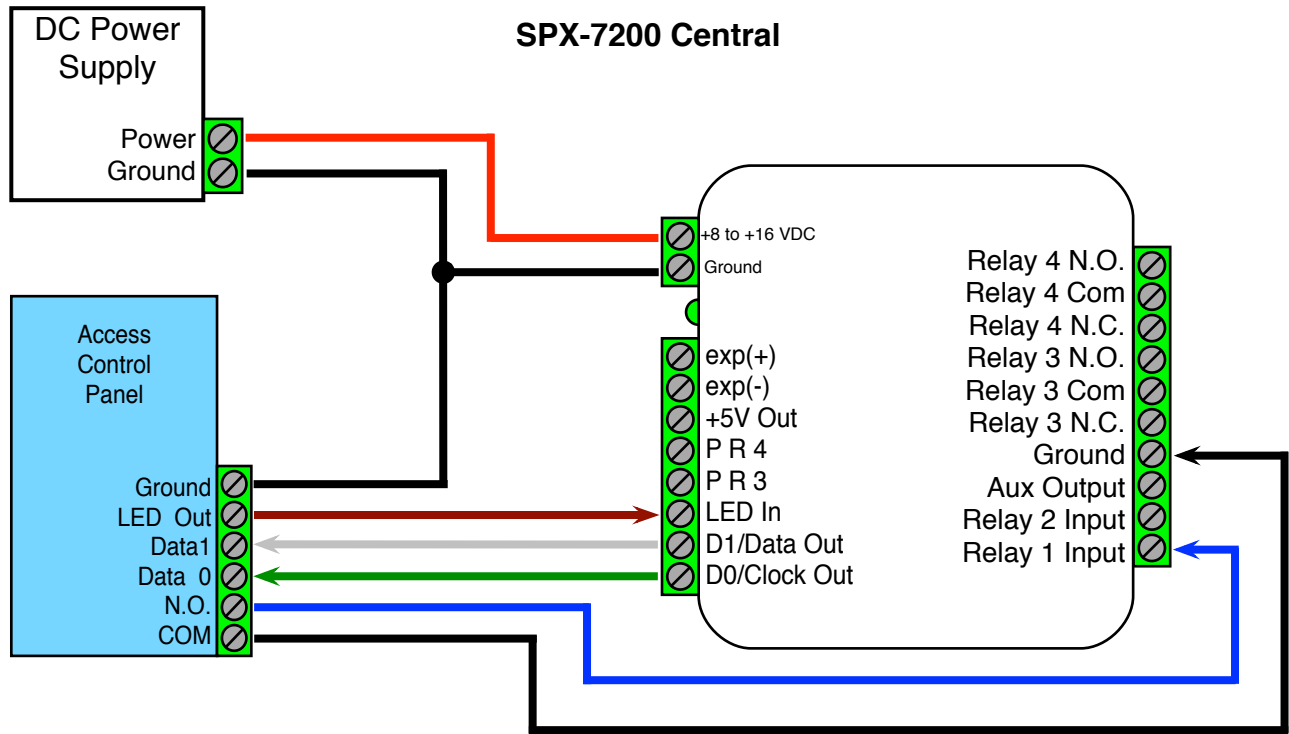 SPX-7200 Central
DC Power
Supply
Power
Ground
Access
Control
Panel
Ground
LED Out
Data1
Data 0
N.O.
COM
+8 to +16 VDC
Ground
exp(+)
exp(-)
+5V Out
P R 4
P R 3
LED In
D1/Data Out
D0/Clock Out
Relay 4 N.O.
Relay 4 Com
Relay 4 N.C.
Relay 3 N.O.
Relay 3 Com
Relay 3 N.C.
Ground
Aux Output
Relay 2 Input
Relay 1 Input